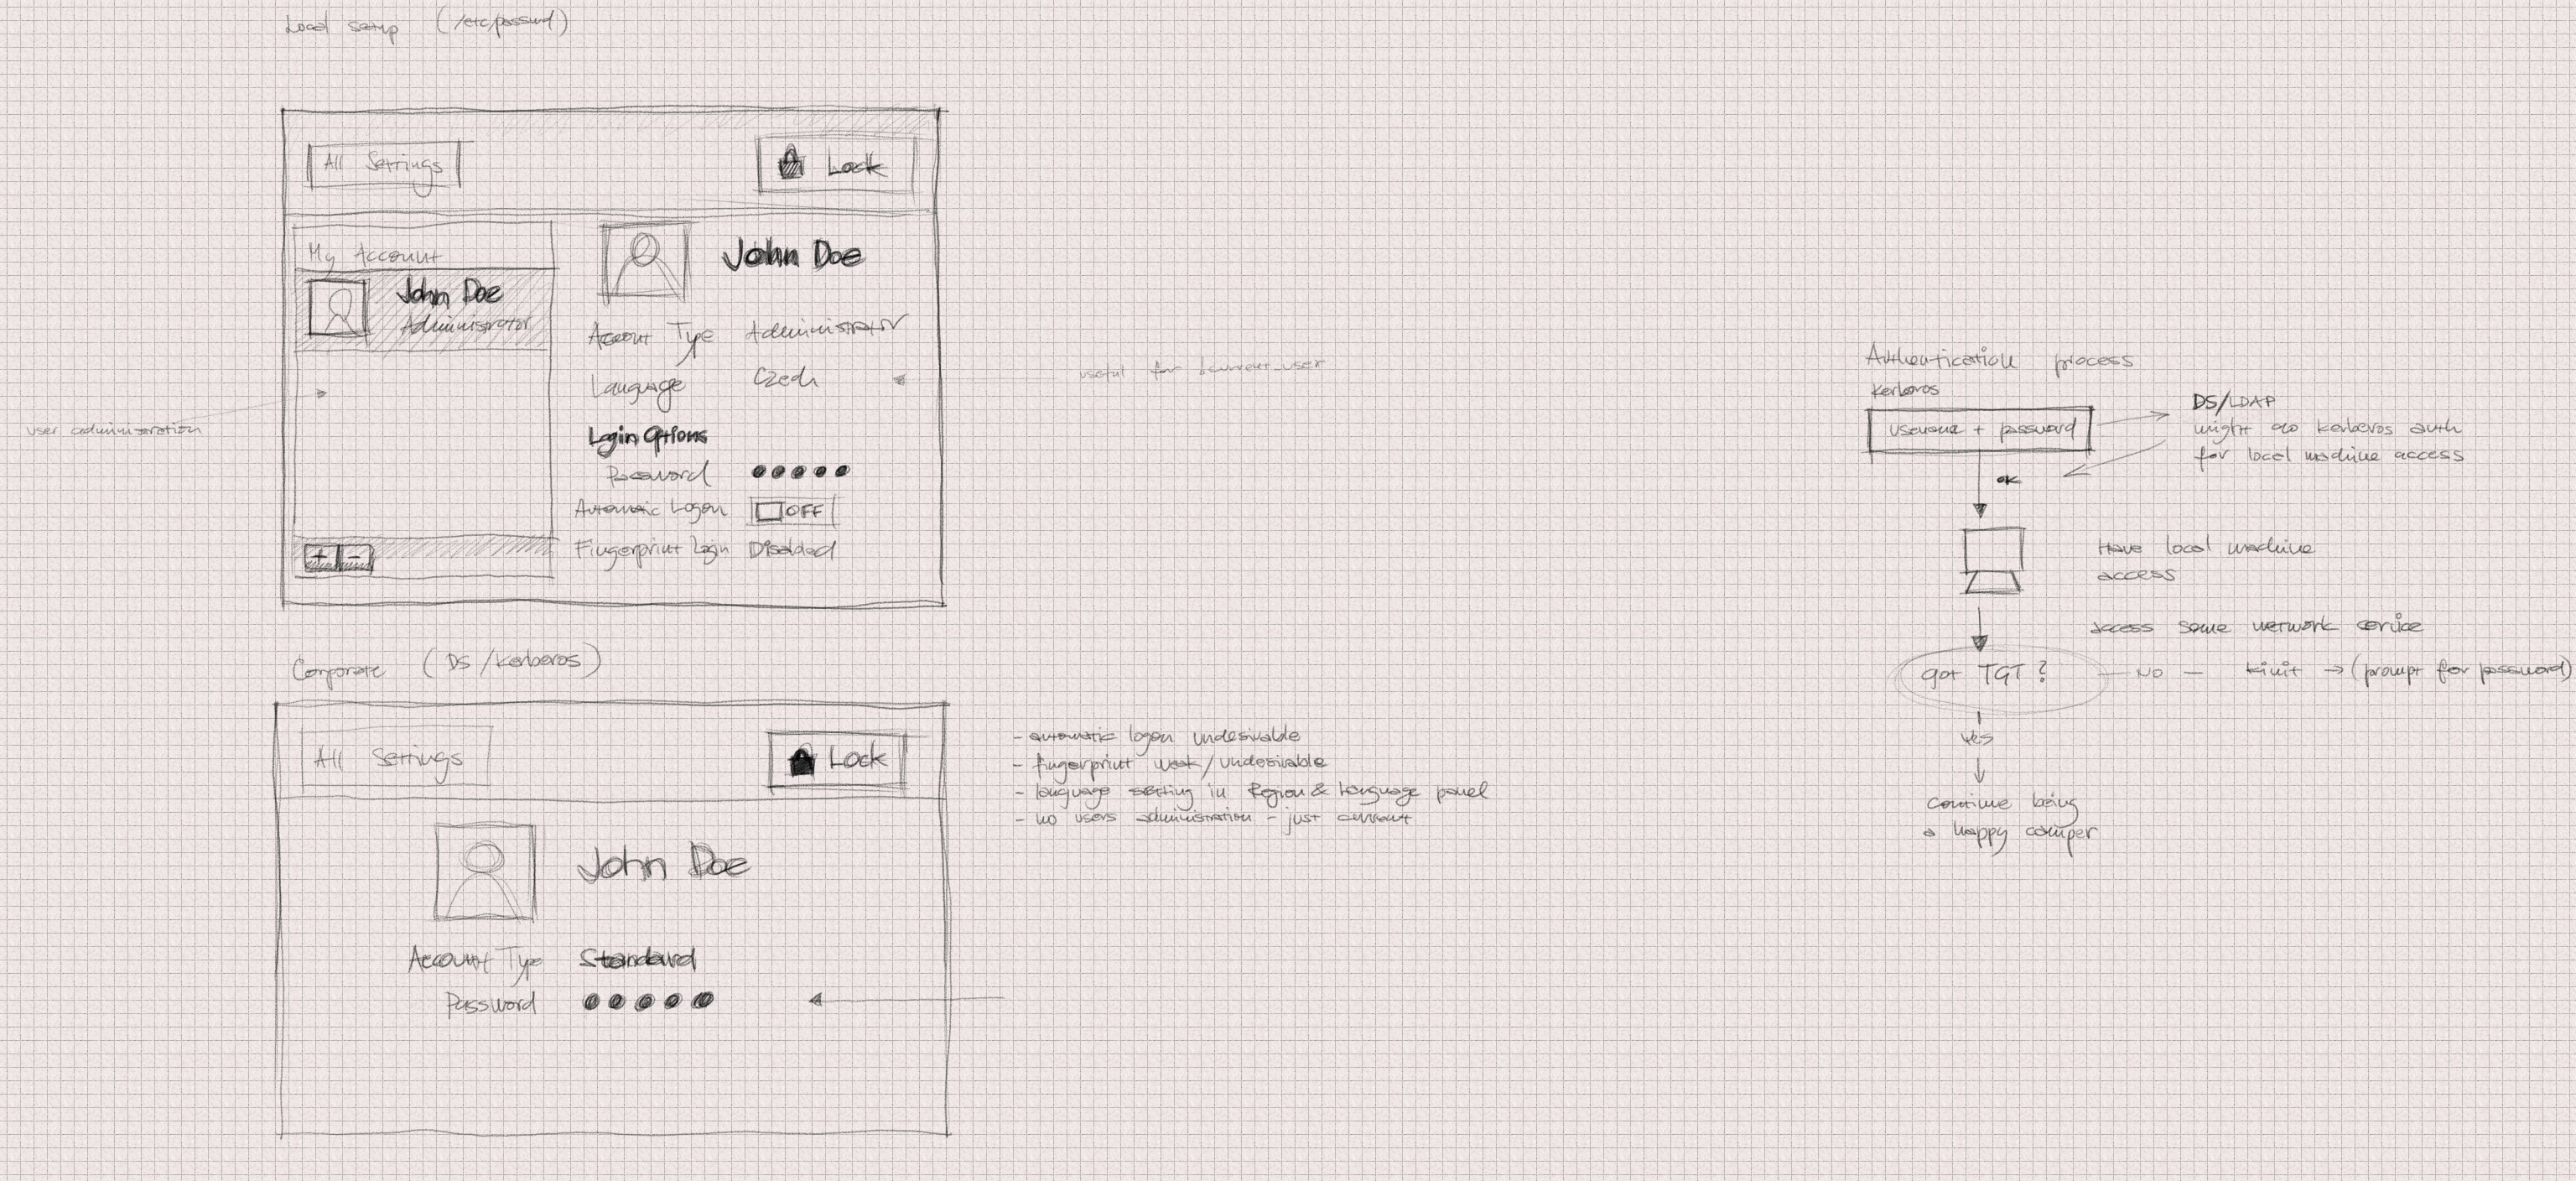 Local setup (/etc/passwd)
All Settings
Lock
My Account
John Doe
Administrator
+ -
John Doe
Account Type Administrator
Language Czech
Login Options
Password
Automatic Logon OFF
Fingerprint Login Disabled
user administration
useful for !current_user
Corporate (DS/Kerberos)
All Settings
Lock
John Doe
Account Type Standard
Password
- automatic logon undesirable
- fingerprint weak/undesirable
- language setting in Region & Language panel
- no users administration - just current
Authentication process
Kerberos
username + password
DS/LDAP
might do kerberos auth
for local machine access
OK
Have local machine
access
access some network service
got TGT?
NO — kinit → (prompt for password)
Yes
continue being
a happy camper